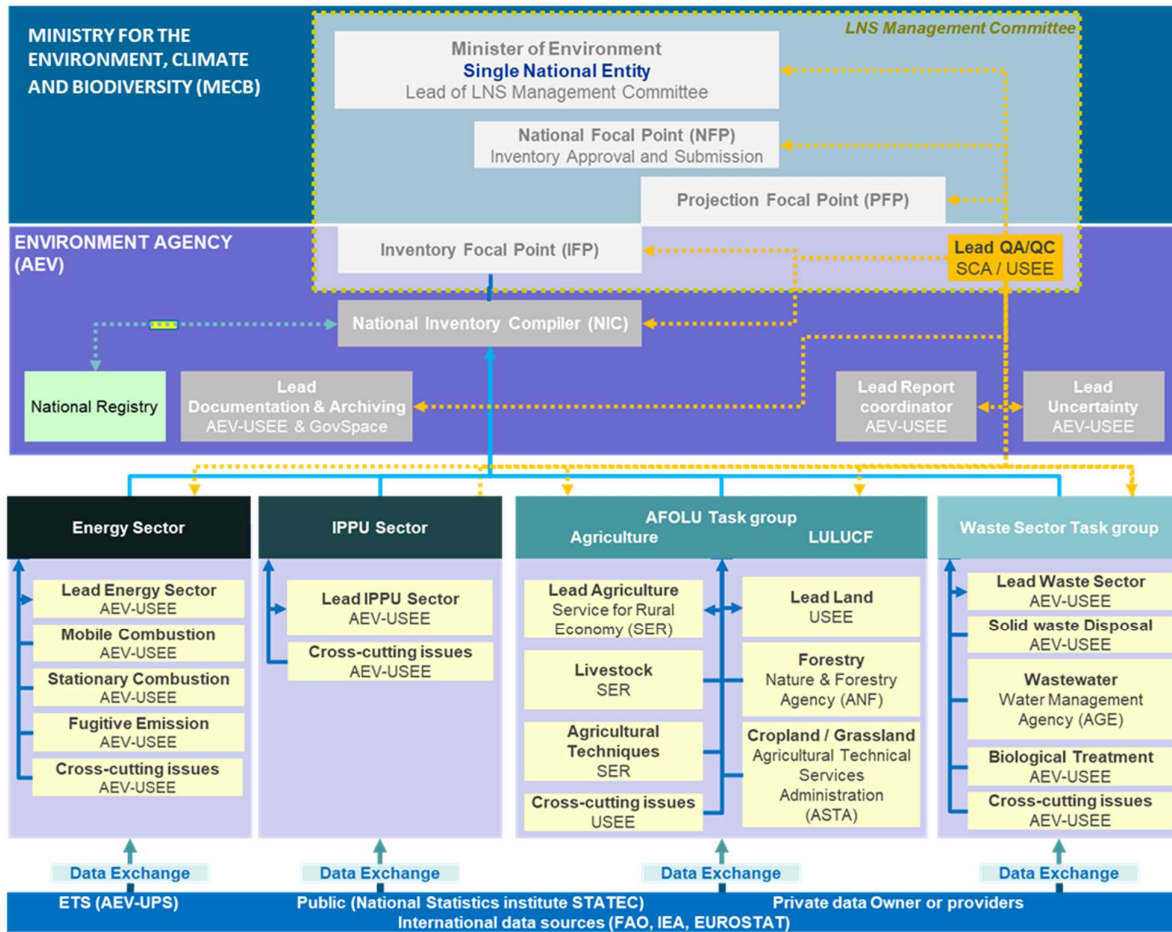 MINISTRY FOR THE
ENVIRONMENT, CLIMATE
AND BIODIVERSITY (MECB)
LNS Management Committee
Minister of Environment
Single National Entity
Lead of LNS Management Committee
National Focal Point (NFP)
Inventory Approval and Submission
Projection Focal Point (PFP)
ENVIRONMENT AGENCY
(AEV)
Inventory Focal Point (IFP)
Lead QA/QC
SCA / USEE
National Inventory Compiler (NIC)
National Registry
Lead
Documentation & Archiving
AEV-USEE & GovSpace
Lead Report
coordinator
AEV-USEE
Lead
Uncertainty
AEV-USEE
Energy Sector
Lead Energy Sector
AEV-USEE
Mobile Combustion
AEV-USEE
Stationary Combustion
AEV-USEE
Fugitive Emission
AEV-USEE
Cross-cutting issues
AEV-USEE
IPPU Sector
Lead IPPU Sector
AEV-USEE
Cross-cutting issues
AEV-USEE
AFOLU Task group
Agriculture
LULUCF
Lead Agriculture
Service for Rural
Economy (SER)
Livestock
SER
Agricultural
Techniques
SER
Cross-cutting issues
USEE
Lead Land
USEE
Forestry
Nature & Forestry
Agency (ANF)
Cropland / Grassland
Agricultural Technical
Services
Administration
(ASTA)
Waste Sector Task group
Lead Waste Sector
AEV-USEE
Solid waste Disposal
AEV-USEE
Wastewater
Water Management
Agency (AGE)
Biological Treatment
AEV-USEE
Cross-cutting issues
AEV-USEE
Data Exchange
Data Exchange
Data Exchange
Data Exchange
ETS (AEV-UPS)
Public (National Statistics institute STATEC)
Private data Owner or providers
International data sources (FAO, IEA, EUROSTAT)